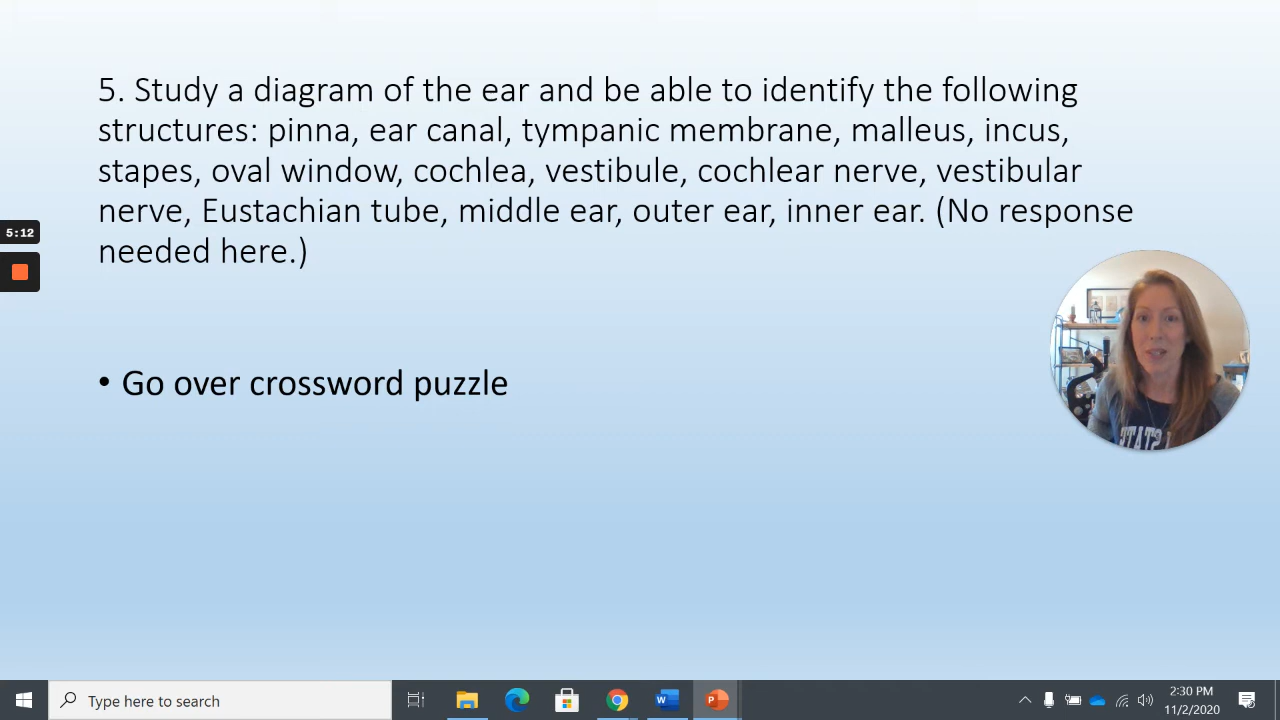 5. Study a diagram of the ear and be able to identify the following
structures: pinna, ear canal, tympanic membrane, malleus, incus,
stapes, oval window, cochlea, vestibule, cochlear nerve, vestibular
nerve, Eustachian tube, middle ear, outer ear, inner ear. (No response
needed here.)
5:12
• Go over crossword puzzle
Type here to search
2:30 PM
11/2/2020